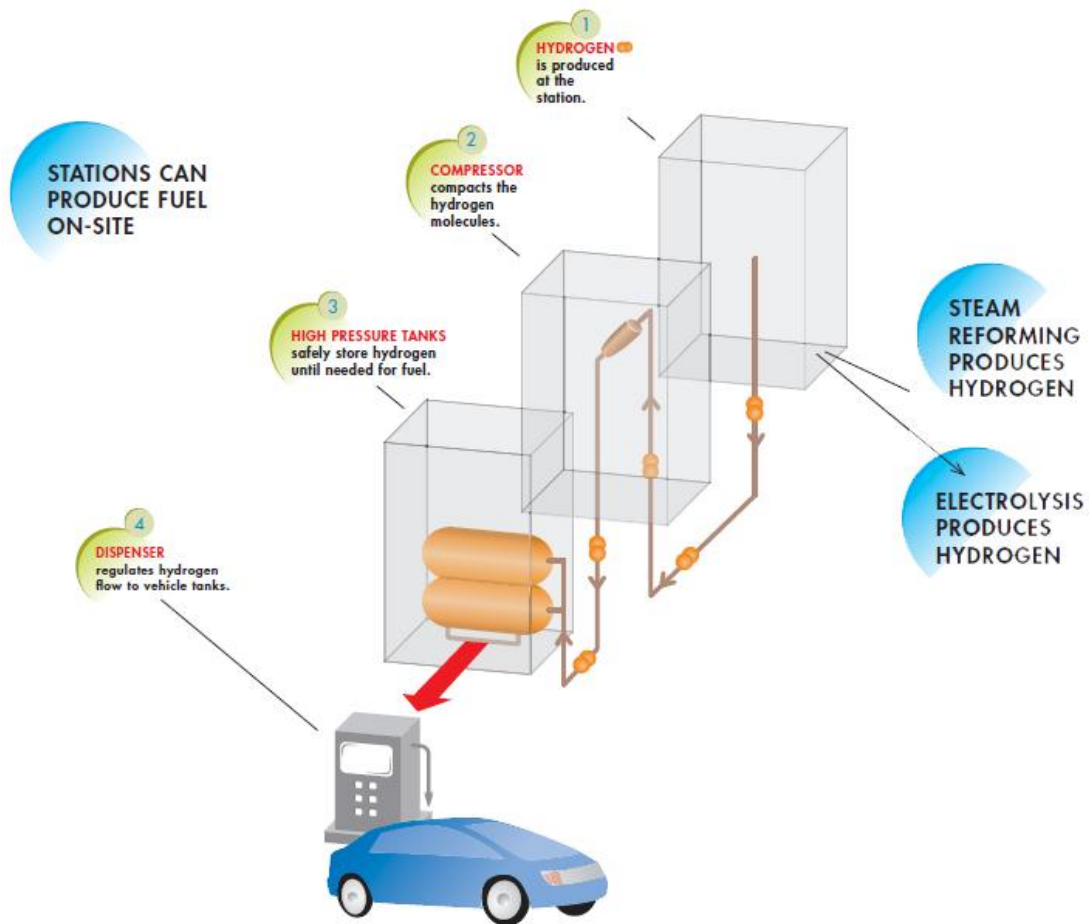 1
HYDROGEN
is produced
at the
station.
2
COMPRESSOR
compacts the
hydrogen
molecules.
STATIONS CAN
PRODUCE FUEL
ON-SITE
3
HIGH PRESSURE TANKS
safely store hydrogen
until needed for fuel.
STEAM
REFORMING
PRODUCES
HYDROGEN
ELECTROLYSIS
PRODUCES
HYDROGEN
4
DISPENSER
regulates hydrogen
flow to vehicle tanks.